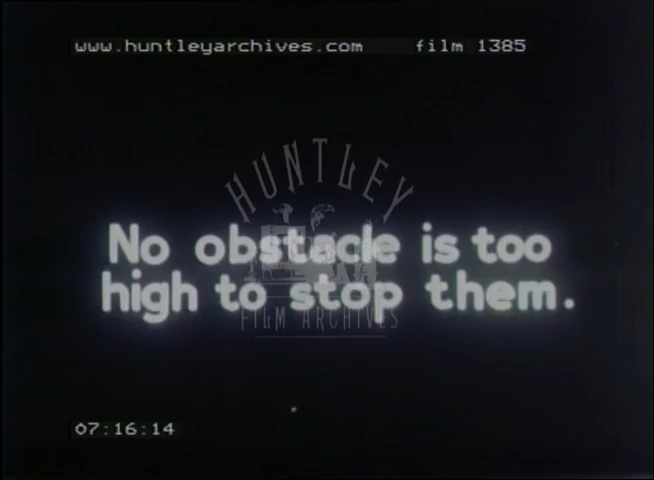 www.huntleyarchives.com film 1385
HUNTLEY
No obstacle is too
high to stop them.
FILM ARCHIVES
07:16:14